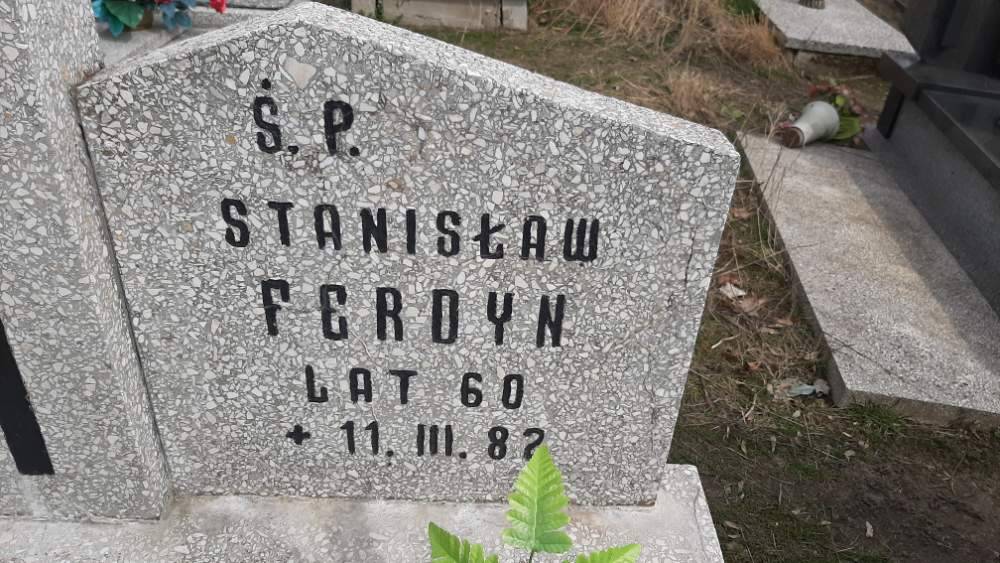 Ś. P.
STANISŁAW
FERDYN
LAT 60
+ 11. III. 82